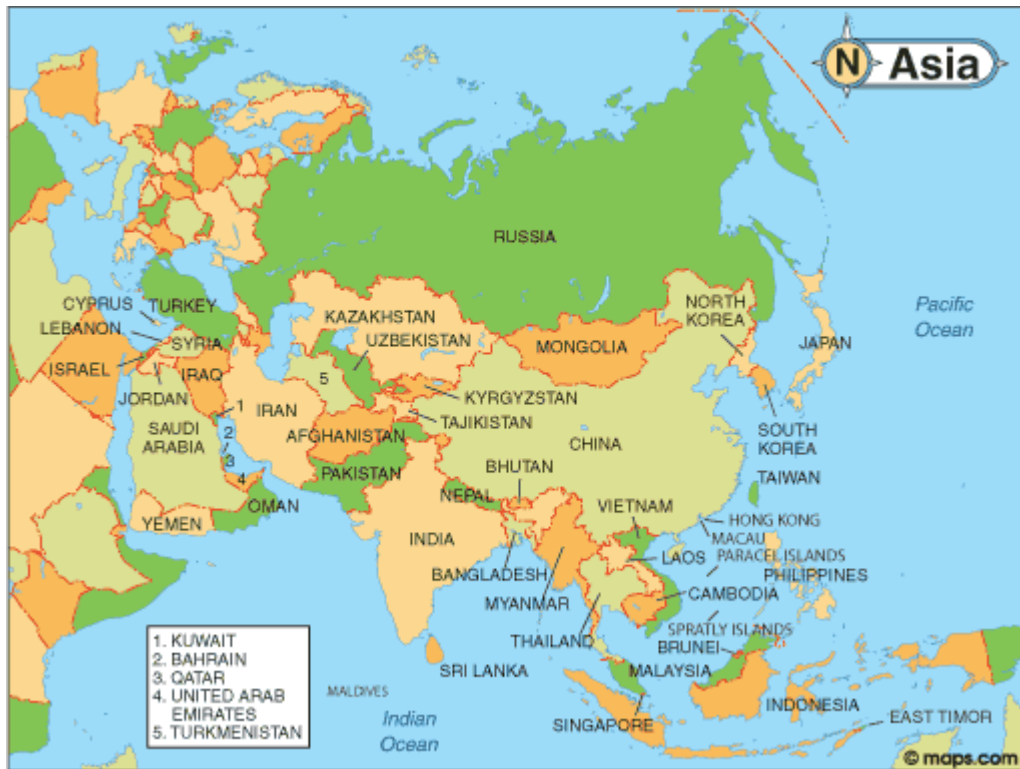 N Asia
RUSSIA
Pacific
Ocean
CYPRUS
TURKEY
LEBANON
SYRIA
ISRAEL
IRAQ
JORDAN
SAUDI
ARABIA
1
2
3
4
IRAN
YEMEN
OMAN
KAZAKHSTAN
UZBEKISTAN
5
KYRGYZSTAN
TAJIKISTAN
AFGHANISTAN
PAKISTAN
MONGOLIA
NORTH
KOREA
JAPAN
SOUTH
KOREA
CHINA
TAIWAN
BHUTAN
NEPAL
INDIA
BANGLADESH
MYANMAR
VIETNAM
HONG KONG
MACAU
LAOS
PARACEL ISLANDS
PHILIPPINES
CAMBODIA
THAILAND
SPRATLY ISLANDS
BRUNEI
MALAYSIA
SRI LANKA
MALDIVES
INDONESIA
SINGAPORE
EAST TIMOR
Indian
Ocean
1. KUWAIT
2. BAHRAIN
3. QATAR
4. UNITED ARAB
EMIRATES
5. TURKMENISTAN
© maps.com